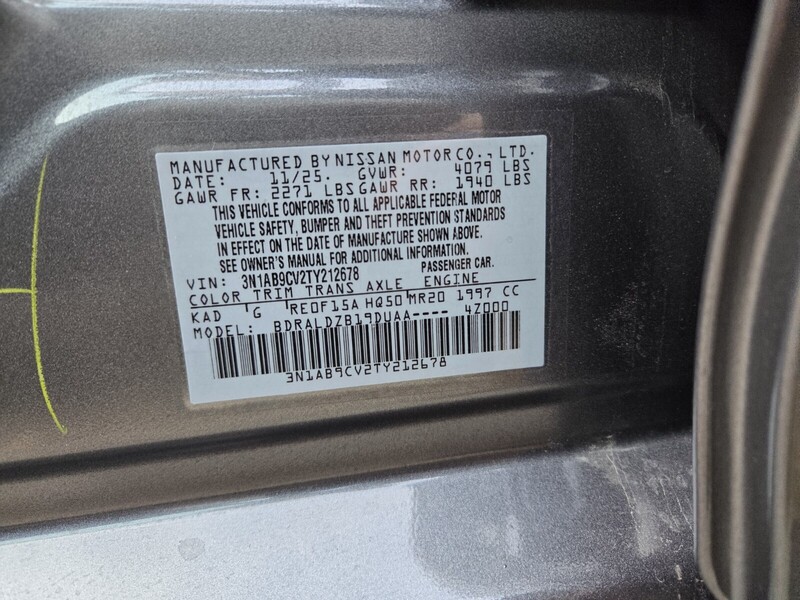 MANUFACTURED BY NISSAN MOTOR CO., LTD.
DATE: 11/25. GVWR: 4079 LBS
GAWR FR: 2271 LBS GAWR RR: 1940 LBS
THIS VEHICLE CONFORMS TO ALL APPLICABLE FEDERAL MOTOR
VEHICLE SAFETY, BUMPER AND THEFT PREVENTION STANDARDS
IN EFFECT ON THE DATE OF MANUFACTURE SHOWN ABOVE.
SEE OWNER'S MANUAL FOR ADDITIONAL INFORMATION.
VIN: 3N1AB9CV2TY212678 PASSENGER CAR.
COLOR TRIM TRANS AXLE ENGINE
KAD G RE0F15A HQ50 MR20 1997 CC
MODEL: BDRALDZB19DUAA---- 4Z000
3N1AB9CV2TY212678